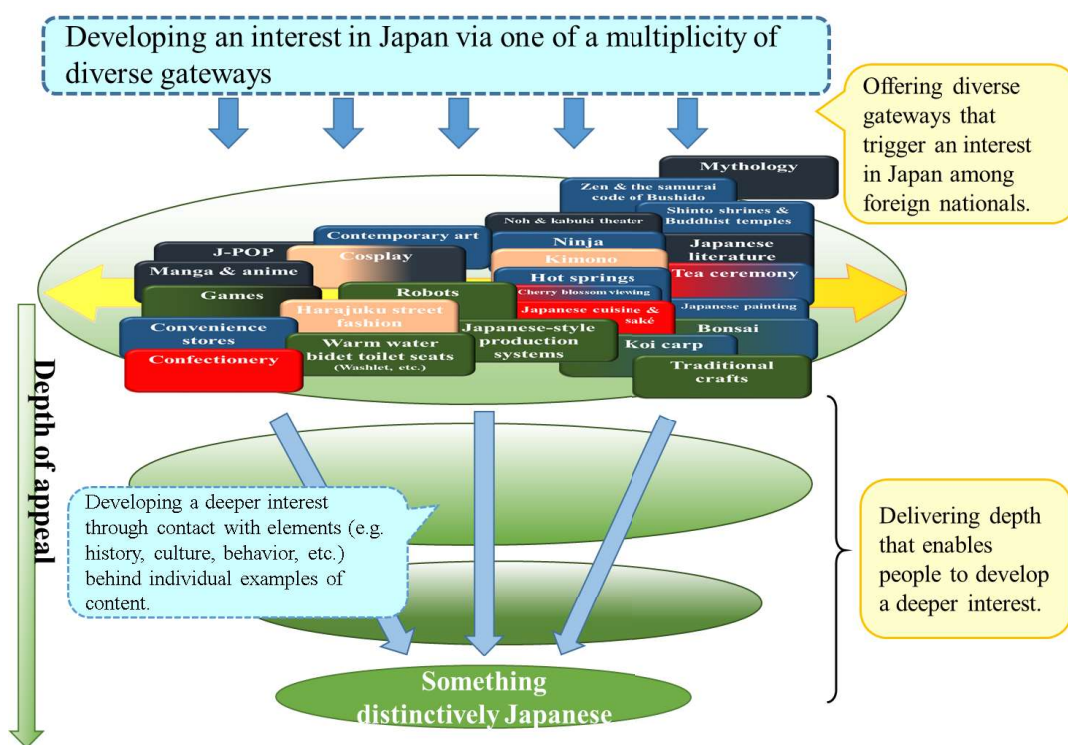 Developing an interest in Japan via one of a multiplicity of
diverse gateways
Offering diverse
gateways that
trigger an interest
in Japan among
foreign nationals.
Mythology
Zen & the samurai
code of Bushido
Shinto shrines &
Buddhist temples
Noh & kabuki theater
Contemporary art
Ninja
Japanese
literature
J-POP
Cosplay
Kimono
Manga & anime
Hot springs
Tea ceremony
Games
Robots
Cherry blossom viewing
Harajuku street
fashion
Japanese cuisine &
saké
Japanese painting
Convenience
stores
Japanese-style
production
systems
Bonsai
Warm water
bidet toilet seats
(Washlet, etc.)
Koi carp
Confectionery
Traditional
crafts
Depth of appeal
Developing a deeper interest
through contact with elements (e.g.
history, culture, behavior, etc.)
behind individual examples of
content.
Delivering depth
that enables
people to develop
a deeper interest.
Something
distinctively Japanese